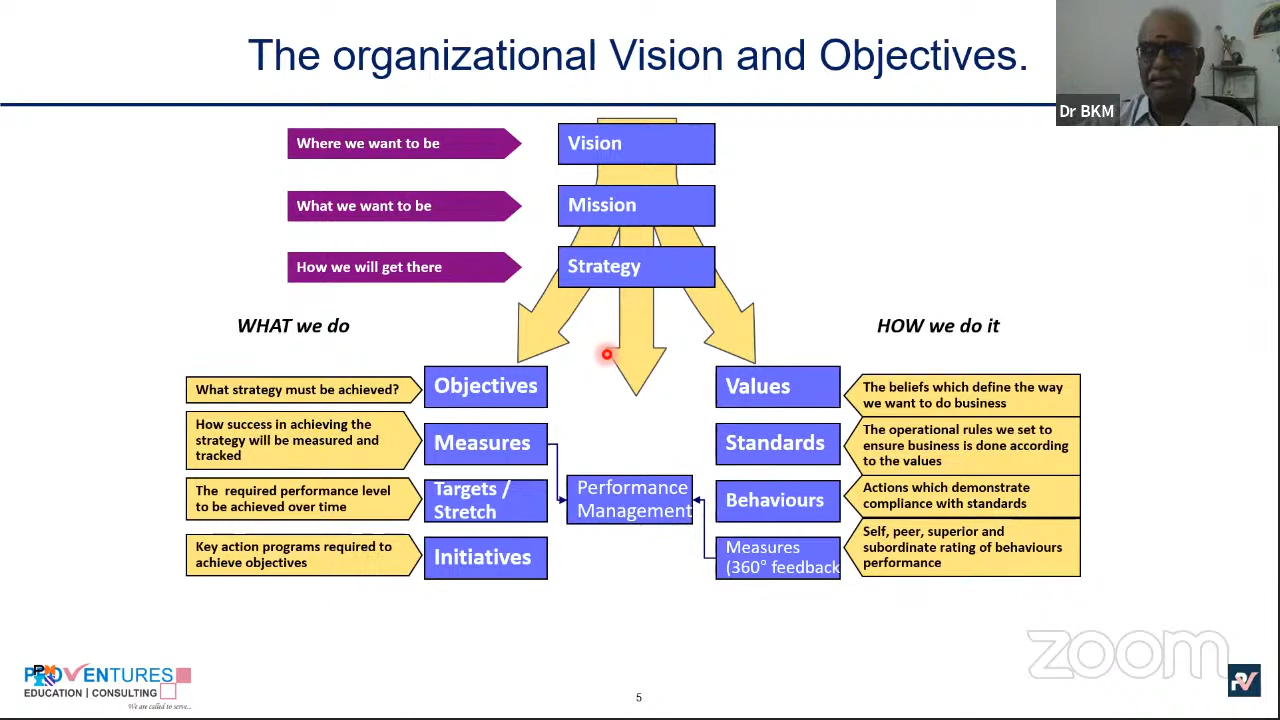 The organizational Vision and Objectives.
Dr BKM
Where we want to be
Vision
What we want to be
Mission
How we will get there
Strategy
WHAT we do
HOW we do it
What strategy must be achieved?
Objectives
Values
The beliefs which define the way
we want to do business
How success in achieving the
strategy will be measured and
tracked
Measures
Standards
The operational rules we set to
ensure business is done according
to the values
The required performance level
to be achieved over time
Targets /
Stretch
Performance
Management
Behaviours
Actions which demonstrate
compliance with standards
Key action programs required to
achieve objectives
Initiatives
Measures
(360° feedback
Self, peer, superior and
subordinate rating of behaviours
performance
zoom
PROVENTURES
EDUCATION | CONSULTING
We are called to serve...
5